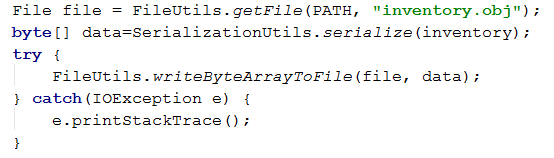 File file = FileUtils.getFile(PATH, "inventory.obj");
byte[] data=SerializationUtils.serialize(inventory);
try {
    FileUtils.writeByteArrayToFile(file, data);
} catch(IOException e) {
    e.printStackTrace();
}